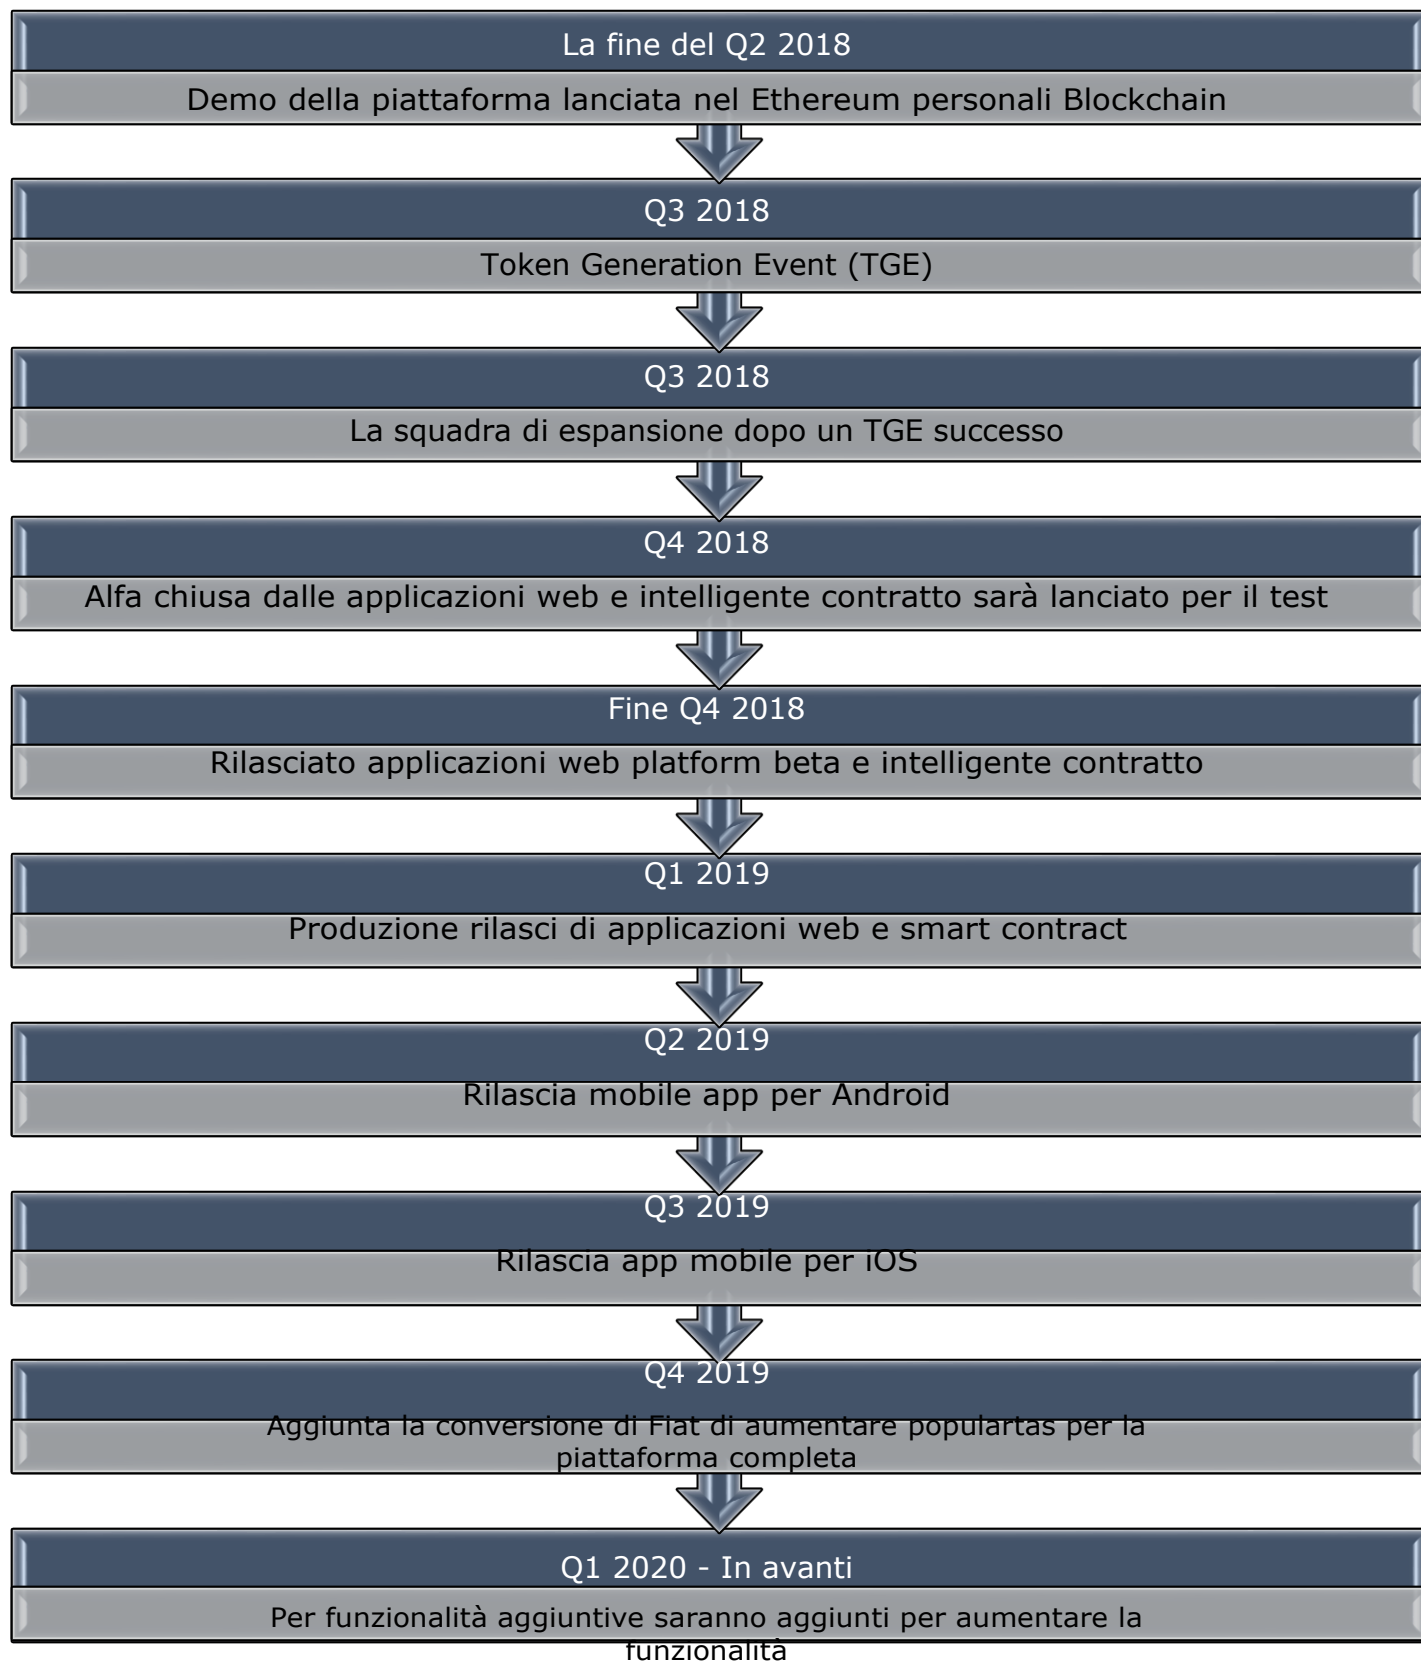 La fine del Q2 2018
Demo della piattaforma lanciata nel Ethereum personali Blockchain
Q3 2018
Token Generation Event (TGE)
Q3 2018
La squadra di espansione dopo un TGE successo
Q4 2018
Alfa chiusa dalle applicazioni web e intelligente contratto sarà lanciato per il test
Fine Q4 2018
Rilasciato applicazioni web platform beta e intelligente contratto
Q1 2019
Produzione rilasci di applicazioni web e smart contract
Q2 2019
Rilascia mobile app per Android
Q3 2019
Rilascia app mobile per iOS
Q4 2019
Aggiunta la conversione di Fiat di aumentare populartas per la
piattaforma completa
Q1 2020 - In avanti
Per funzionalità aggiuntive saranno aggiunti per aumentare la
funzionalità